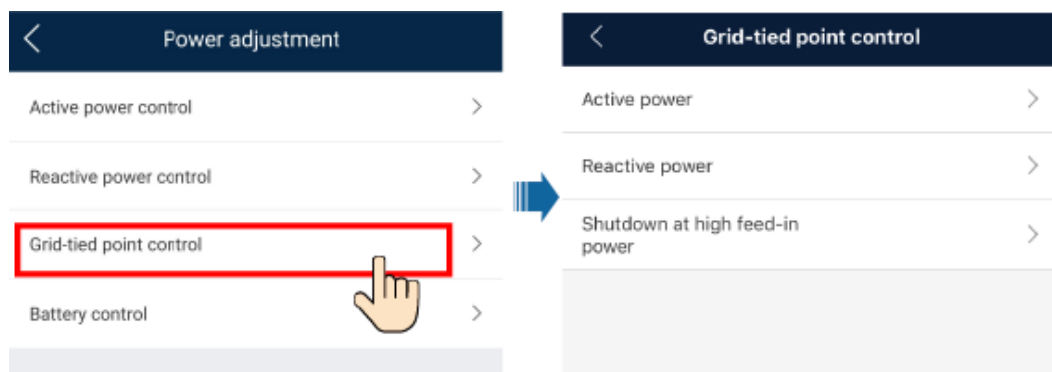 Power adjustment
Active power control
Reactive power control
Grid-tied point control
Battery control
Grid-tied point control
Active power
Reactive power
Shutdown at high feed-in
power